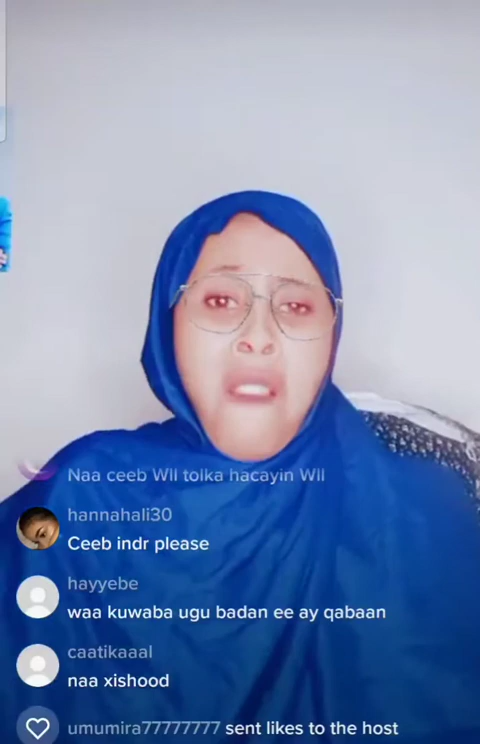 Naa ceeb Wll tolka hacayin Wll
hannahali30
Ceeb indr please
hayyebe
waa kuwaba ugu badan ee ay qabaan
caatikaaal
naa xishood
umumira77777777 sent likes to the host